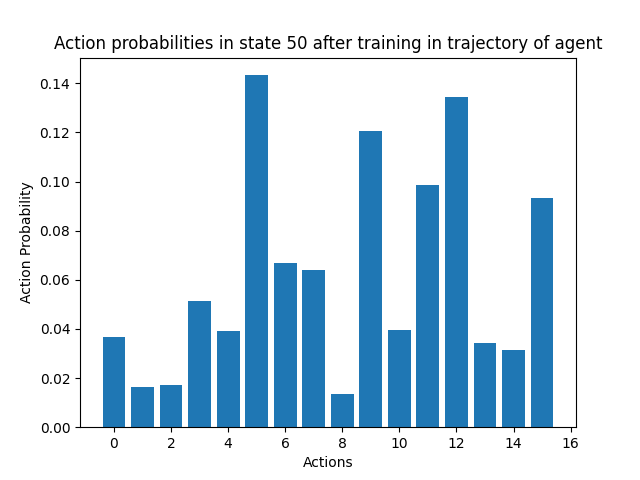 Action probabilities in state 50 after training in trajectory of agent
0.14
0.12
0.10
0.08
0.06
0.04
0.02
0.00
Action Probability
0 2 4 6 8 10 12 14 16
Actions